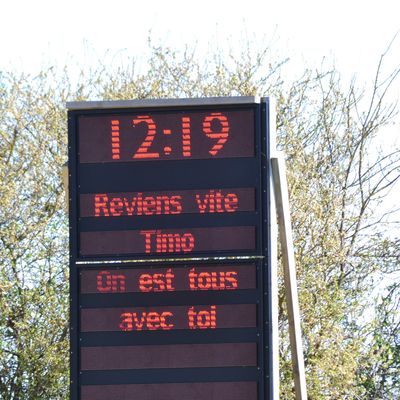 12:19
Reviens vite
Timo
On est tous
avec toi